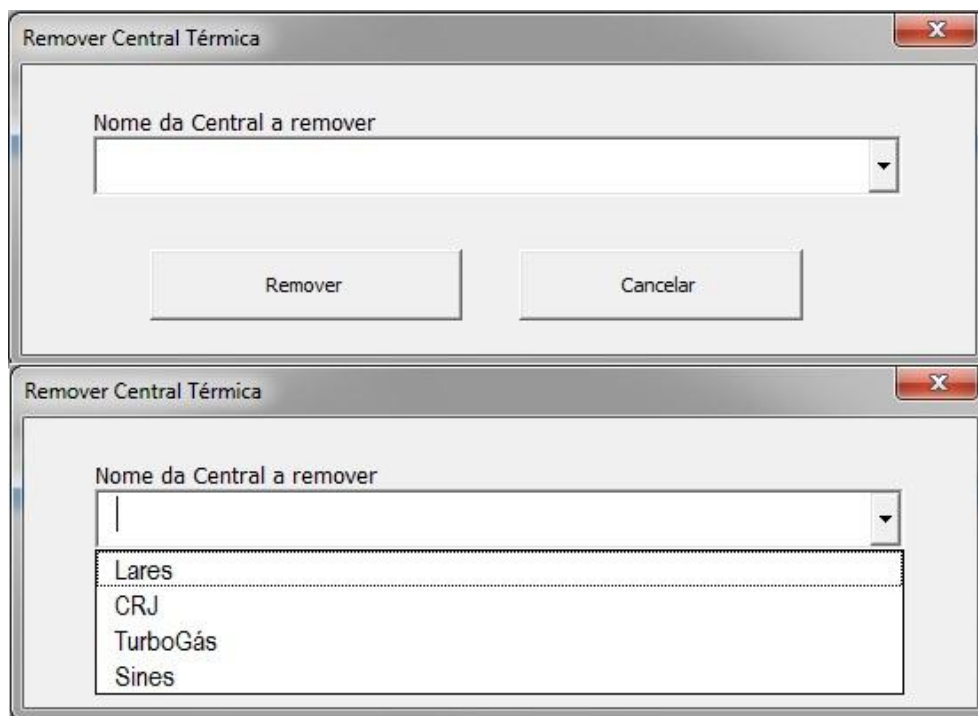 Remover Central Térmica
Nome da Central a remover
Remover Cancelar
Remover Central Térmica
Nome da Central a remover
Lares
CRJ
TurboGás
Sines